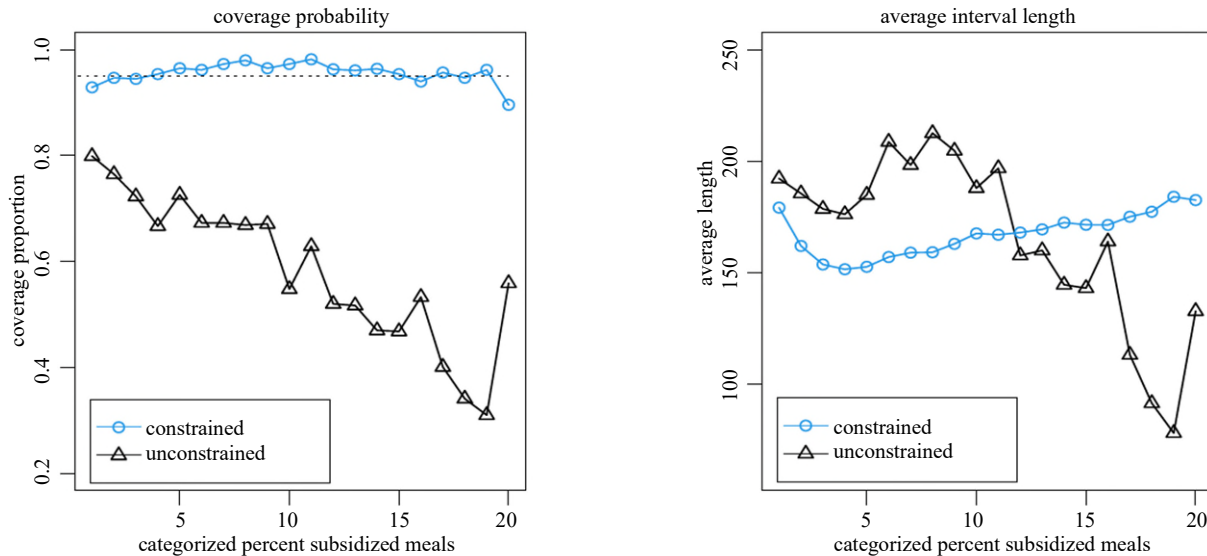 coverage probability
coverage proportion
1.0
0.8
0.6
0.4
0.2
constrained
unconstrained
5
10
15
20
categorized percent subsidized meals
average interval length
average length
250
200
150
100
constrained
unconstrained
5
10
15
20
categorized percent subsidized meals